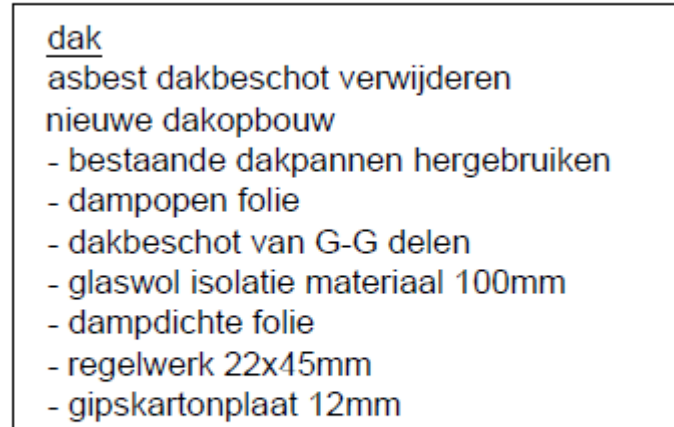 dak
asbest dakbeschot verwijderen
nieuwe dakopbouw
- bestaande dakpannen hergebruiken
- dampopen folie
- dakbeschot van G-G delen
- glaswol isolatie materiaal 100mm
- dampdichte folie
- regelwerk 22x45mm
- gipskartonplaat 12mm